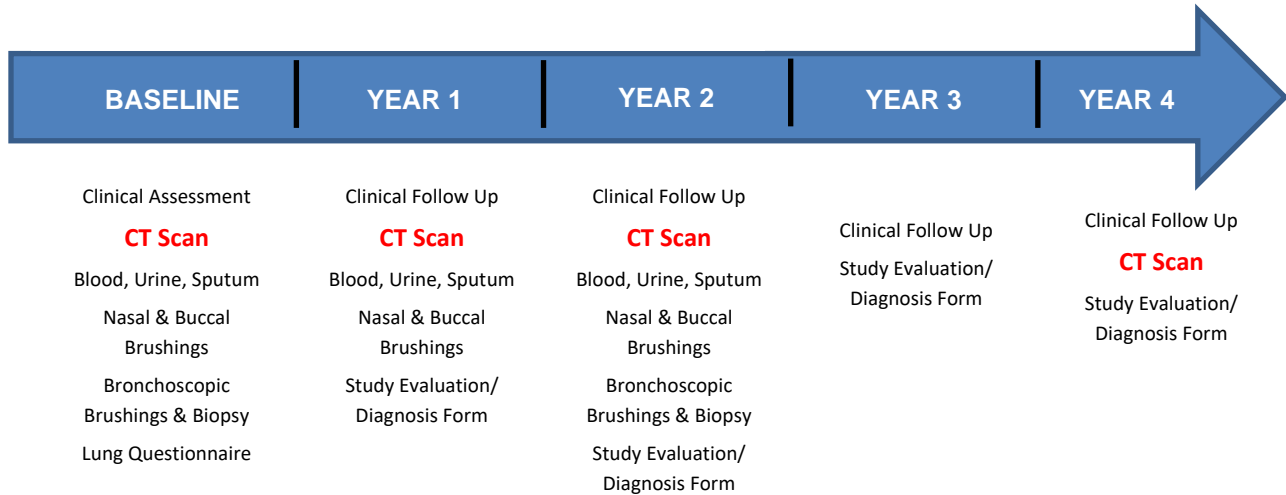 BASELINE
YEAR 1
YEAR 2
YEAR 3
YEAR 4
Clinical Assessment
CT Scan
Blood, Urine, Sputum
Nasal & Buccal
Brushings
Bronchoscopic
Brushings & Biopsy
Lung Questionnaire
Clinical Follow Up
CT Scan
Blood, Urine, Sputum
Nasal & Buccal
Brushings
Study Evaluation/
Diagnosis Form
Clinical Follow Up
CT Scan
Blood, Urine, Sputum
Nasal & Buccal
Brushings
Bronchoscopic
Brushings & Biopsy
Study Evaluation/
Diagnosis Form
Clinical Follow Up
Study Evaluation/
Diagnosis Form
Clinical Follow Up
CT Scan
Study Evaluation/
Diagnosis Form